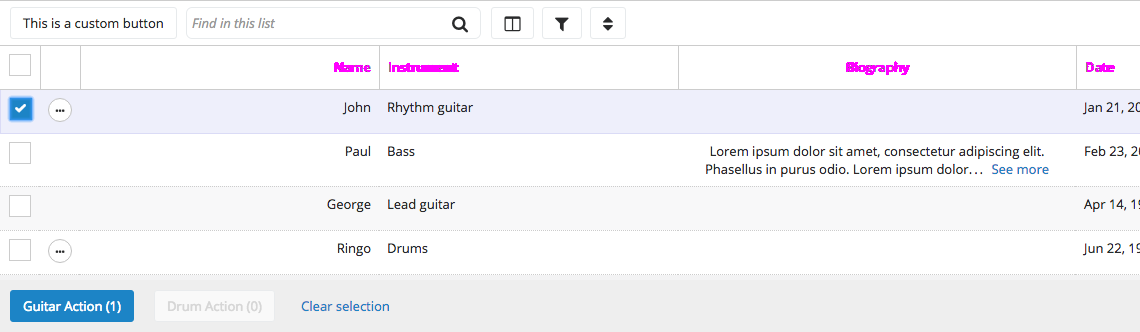 This is a custom button Find in this list
Name Instrument Biography Date
John Rhythm guitar Jan 21, 20
Paul Bass Lorem ipsum dolor sit amet, consectetur adipiscing elit. Feb 23, 20
Phasellus in purus odio. Lorem ipsum dolor… See more
George Lead guitar Apr 14, 19
Ringo Drums Jun 22, 19
Guitar Action (1) Drum Action (0) Clear selection